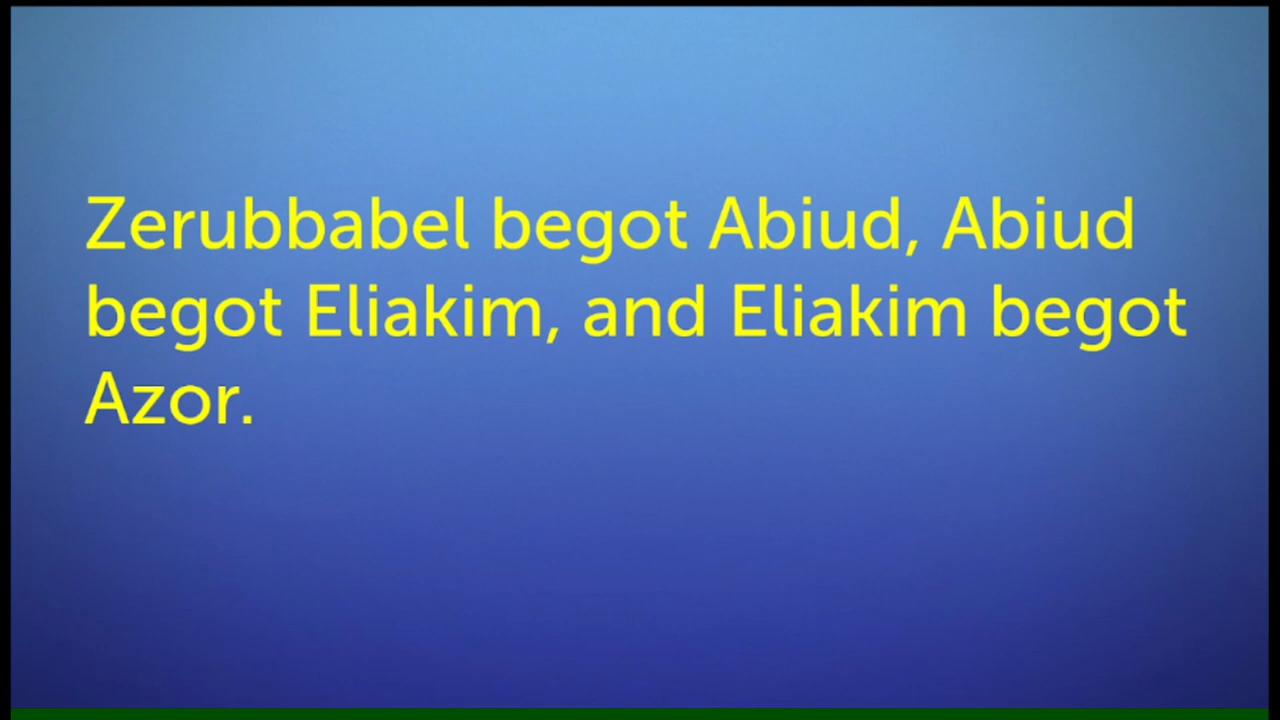 Zerubbabel begot Abiud, Abiud
begot Eliakim, and Eliakim begot
Azor.